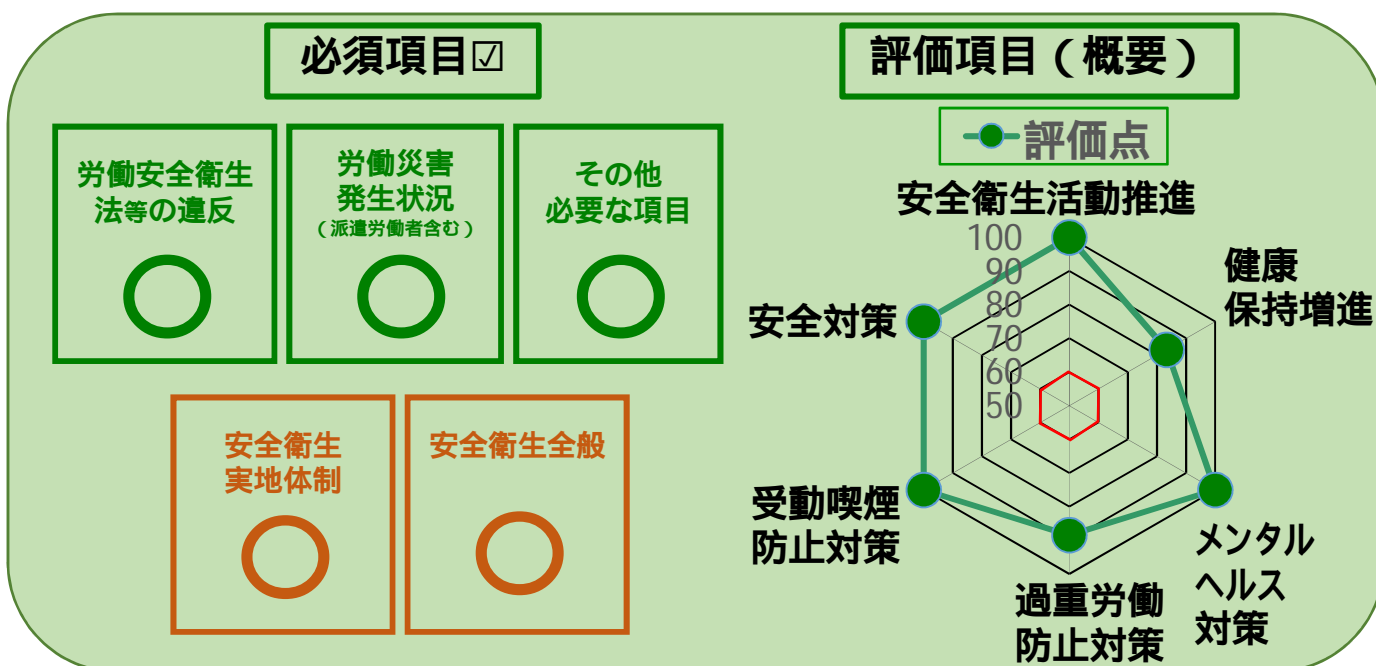 必須項目☑
労働安全衛生
法等の違反
労働災害
発生状況
(派遣労働者含む)
その他
必要な項目
安全衛生
実地体制
安全衛生全般
評価項目(概要)
評価点
安全衛生活動推進
健康
保持増進
メンタル
ヘルス
対策
過重労働
防止対策
受動喫煙
防止対策
安全対策
100
90
80
70
60
50